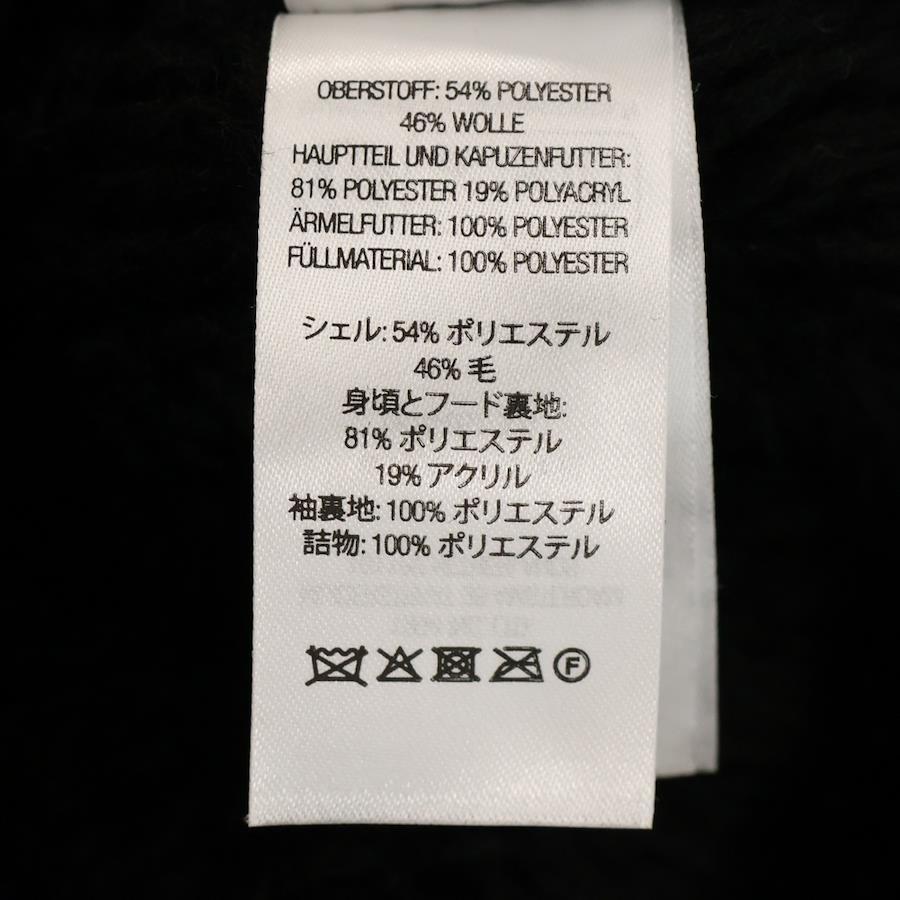 OBERSTOFF: 54% POLYESTER
46% WOLLE
HAUPTTEIL UND KAPUZENFUTTER:
81% POLYESTER 19% POLYACRYL
ÄRMELFUTTER: 100% POLYESTER
FÜLLMATERIAL: 100% POLYESTER
シェル: 54% ポリエステル
46% 毛
身頃とフード裏地:
81% ポリエステル
19% アクリル
袖裏地: 100% ポリエステル
詰物: 100% ポリエステル
F